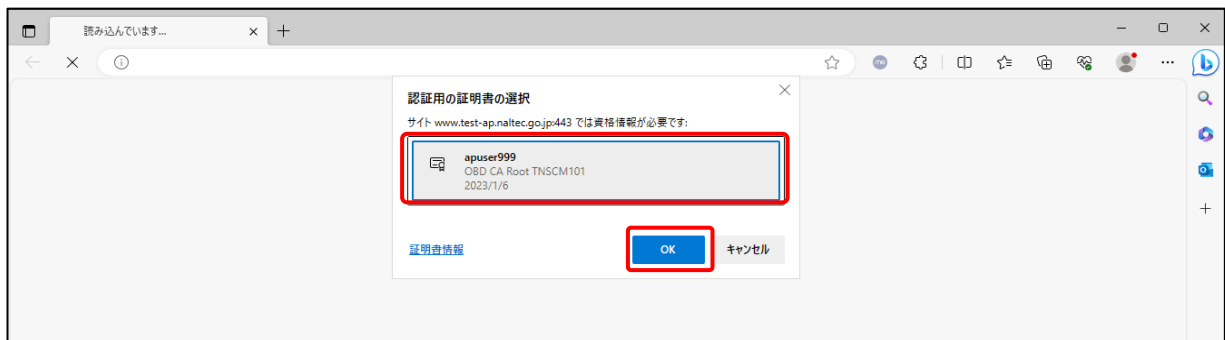 読み込んでいます...
認証用の証明書の選択
サイト www.test-ap.naltec.go.jp:443 では資格情報が必要です:
apuser999
OBD CA Root TNSCM101
2023/1/6
証明書情報
OK
キャンセル